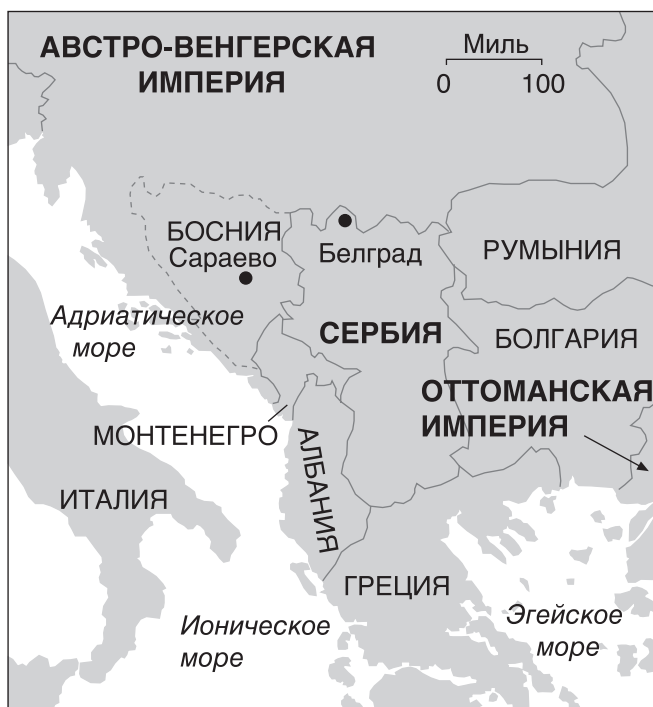 АВСТРО-ВЕНГЕРСКАЯ
ИМПЕРИЯ
Миль
0 100
БОСНИЯ
Сараево
Белград
РУМЫНИЯ
Адриатическое
море
СЕРБИЯ
БОЛГАРИЯ
ОТТОМАНСКАЯ
ИМПЕРИЯ
МОНТЕНЕГРО
АЛБАНИЯ
ИТАЛИЯ
ГРЕЦИЯ
Ионическое
море
Эгейское
море